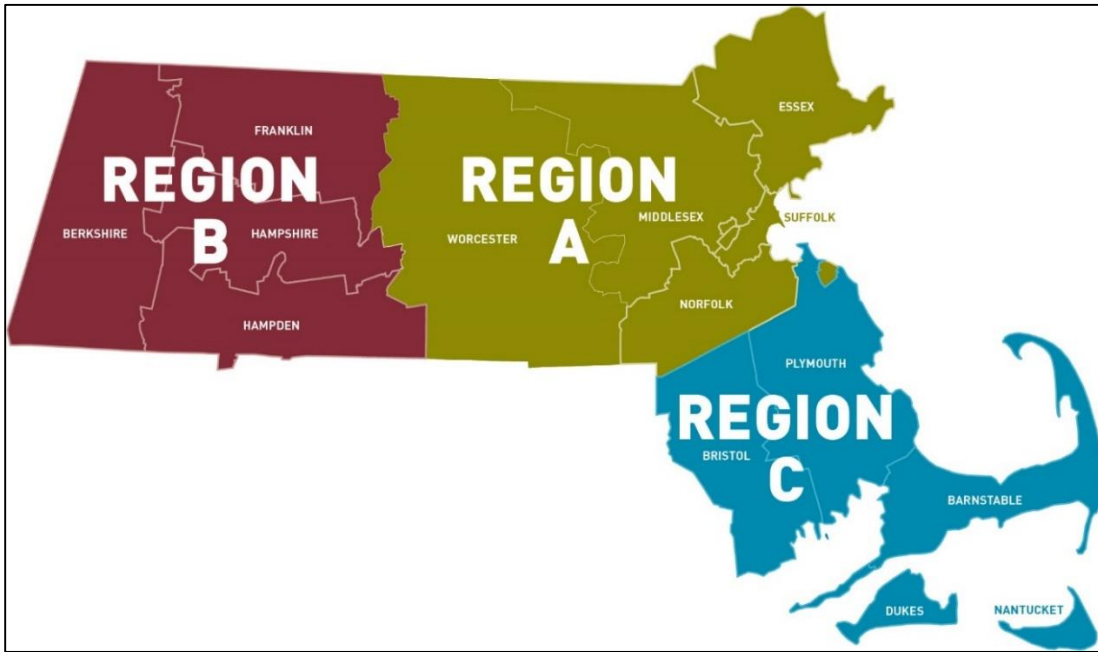 ESSEX
FRANKLIN
REGION
B
BERKSHIRE
HAMPSHIRE
HAMPDEN
REGION
A
WORCESTER
MIDDLESEX
SUFFOLK
NORFOLK
PLYMOUTH
REGION
C
BRISTOL
BARNSTABLE
DUKES
NANTUCKET